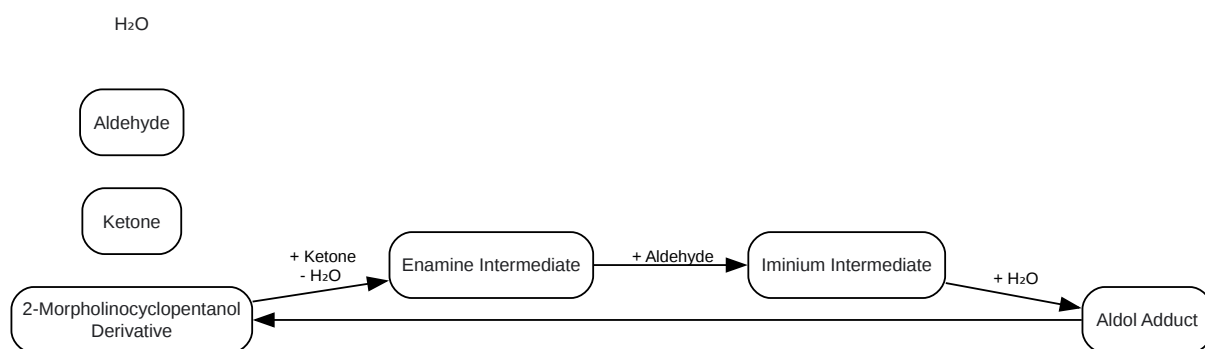 H₂O
Aldehyde
Ketone
2-Morpholinocyclopentanol
Derivative
+ Ketone
- H₂O
Enamine Intermediate
+ Aldehyde
Iminium Intermediate
+ H₂O
Aldol Adduct